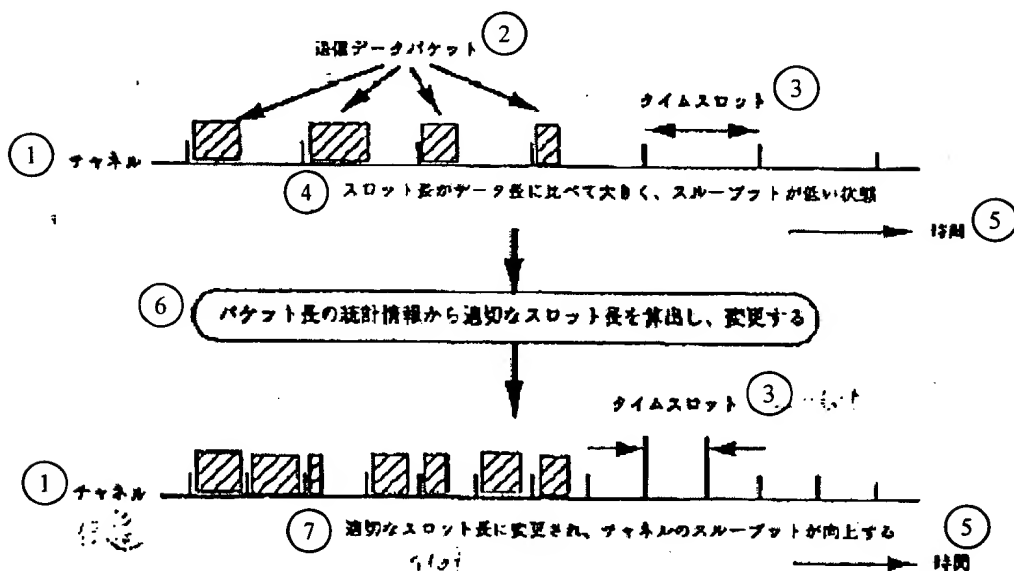 送信データパケット ②
タイムスロット ③
① チャネル
④ スロット長がデータ長に比べて大きく、スループットが低い状態
時間 ⑤
⑥ パケット長の統計情報から適切なスロット長を算出し、変更する
タイムスロット ③
① チャネル
⑦ 適切なスロット長に変更され、チャネルのスループットが向上する
時間 ⑤